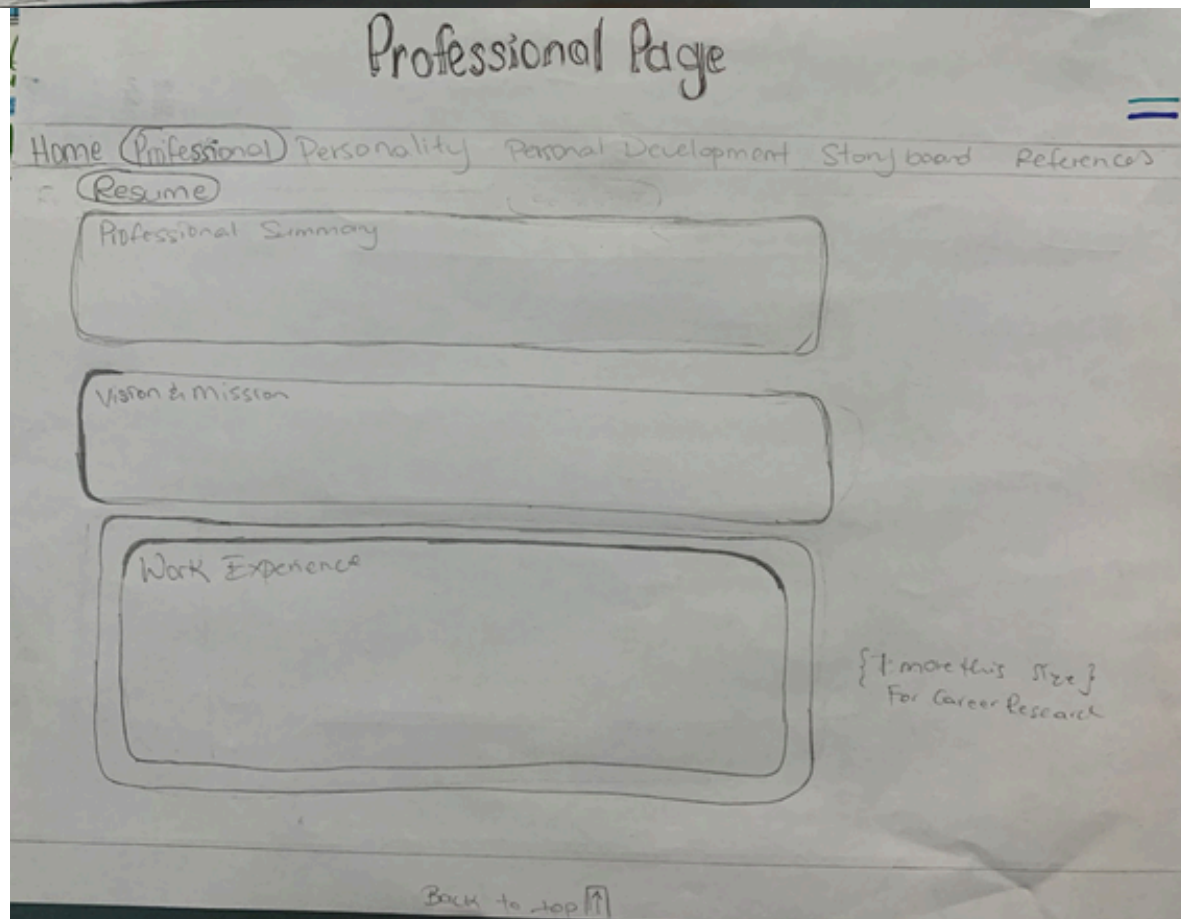 Professional Page
Home Professional Personality Personal Development Storyboard References
Resume
Professional Summary
Vision & Mission
Work Experience
{1 more this size}
For Career Research
Back to top ↑